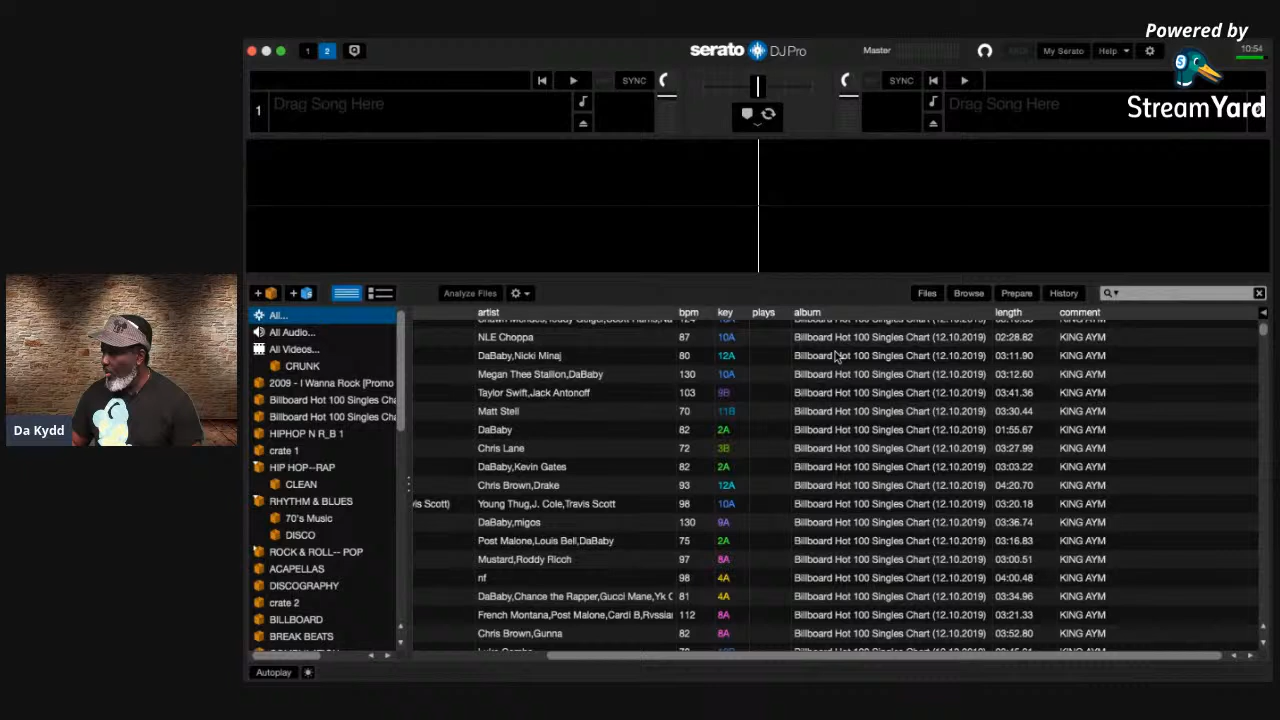 Powered by
StreamYard
1 2
serato DJ Pro
Master
MIDI
My Serato
Help
10:54
SYNC
SYNC
1 Drag Song Here
Drag Song Here
Analyze Files
Files Browse Prepare History
artist bpm key plays album length comment
NLE Choppa 87 10A Billboard Hot 100 Singles Chart (12.10.2019) 02:28.82 KING AYM
DaBaby,Nicki Minaj 80 12A Billboard Hot 100 Singles Chart (12.10.2019) 03:11.90 KING AYM
Megan Thee Stallion,DaBaby 130 10A Billboard Hot 100 Singles Chart (12.10.2019) 03:12.60 KING AYM
Taylor Swift,Jack Antonoff 103 9B Billboard Hot 100 Singles Chart (12.10.2019) 03:41.36 KING AYM
Matt Stell 70 11B Billboard Hot 100 Singles Chart (12.10.2019) 03:30.44 KING AYM
DaBaby 82 2A Billboard Hot 100 Singles Chart (12.10.2019) 01:55.67 KING AYM
Chris Lane 72 3B Billboard Hot 100 Singles Chart (12.10.2019) 03:27.99 KING AYM
DaBaby,Kevin Gates 82 2A Billboard Hot 100 Singles Chart (12.10.2019) 03:03.22 KING AYM
Chris Brown,Drake 93 12A Billboard Hot 100 Singles Chart (12.10.2019) 04:20.70 KING AYM
vis Scott) Young Thug,J. Cole,Travis Scott 98 10A Billboard Hot 100 Singles Chart (12.10.2019) 03:20.18 KING AYM
DaBaby,migos 130 9A Billboard Hot 100 Singles Chart (12.10.2019) 03:36.74 KING AYM
Post Malone,Louis Bell,DaBaby 75 2A Billboard Hot 100 Singles Chart (12.10.2019) 03:16.83 KING AYM
Mustard,Roddy Ricch 97 8A Billboard Hot 100 Singles Chart (12.10.2019) 03:00.51 KING AYM
nf 98 4A Billboard Hot 100 Singles Chart (12.10.2019) 04:00.48 KING AYM
DaBaby,Chance the Rapper,Gucci Mane,Yk 81 4A Billboard Hot 100 Singles Chart (12.10.2019) 03:34.96 KING AYM
French Montana,Post Malone,Cardi B,Rvssian 112 8A Billboard Hot 100 Singles Chart (12.10.2019) 03:21.33 KING AYM
Chris Brown,Gunna 82 8A Billboard Hot 100 Singles Chart (12.10.2019) 03:52.80 KING AYM
All...
All Audio...
All Videos...
CRUNK
2009 - I Wanna Rock [Promo
Billboard Hot 100 Singles Cha
Billboard Hot 100 Singles Cha
HIPHOP N R_B 1
crate 1
HIP HOP--RAP
CLEAN
RHYTHM & BLUES
70's Music
DISCO
ROCK & ROLL-- POP
ACAPELLAS
DISCOGRAPHY
crate 2
BILLBOARD
BREAK BEATS
Autoplay
Da Kydd